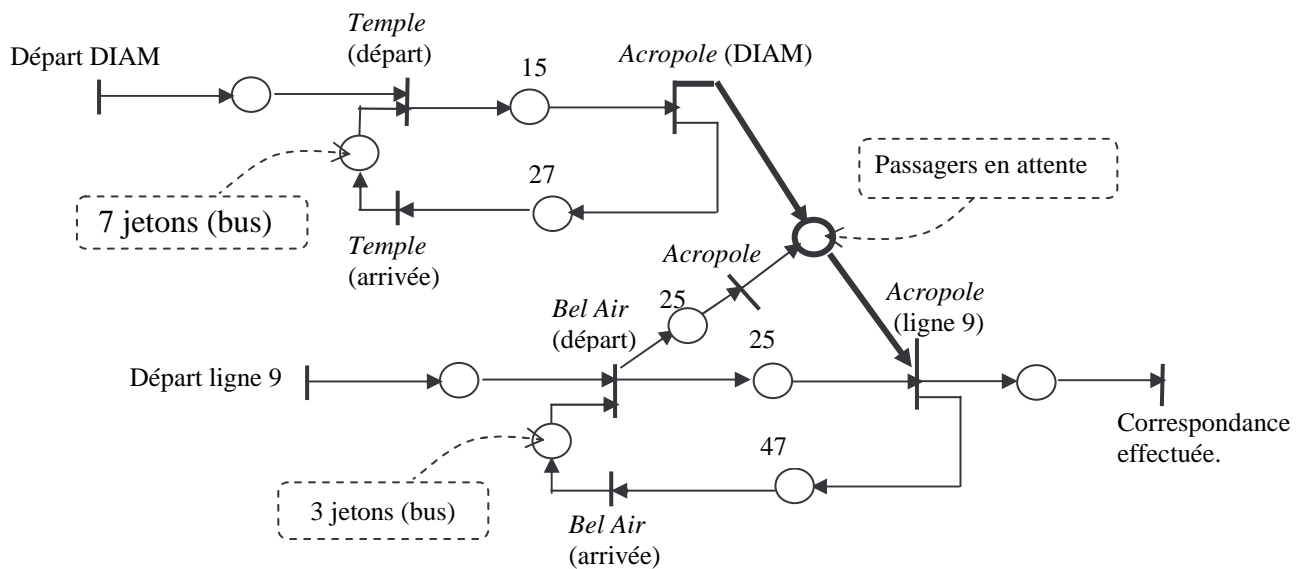 Temple
(départ)
Départ DIAM
15
Acropole (DIAM)
Passagers en attente
27
7 jetons (bus)
Temple
(arrivée)
Acropole
Bel Air
(départ)
25
Acropole
(ligne 9)
25
Départ ligne 9
Correspondance
effectuée.
47
3 jetons (bus)
Bel Air
(arrivée)